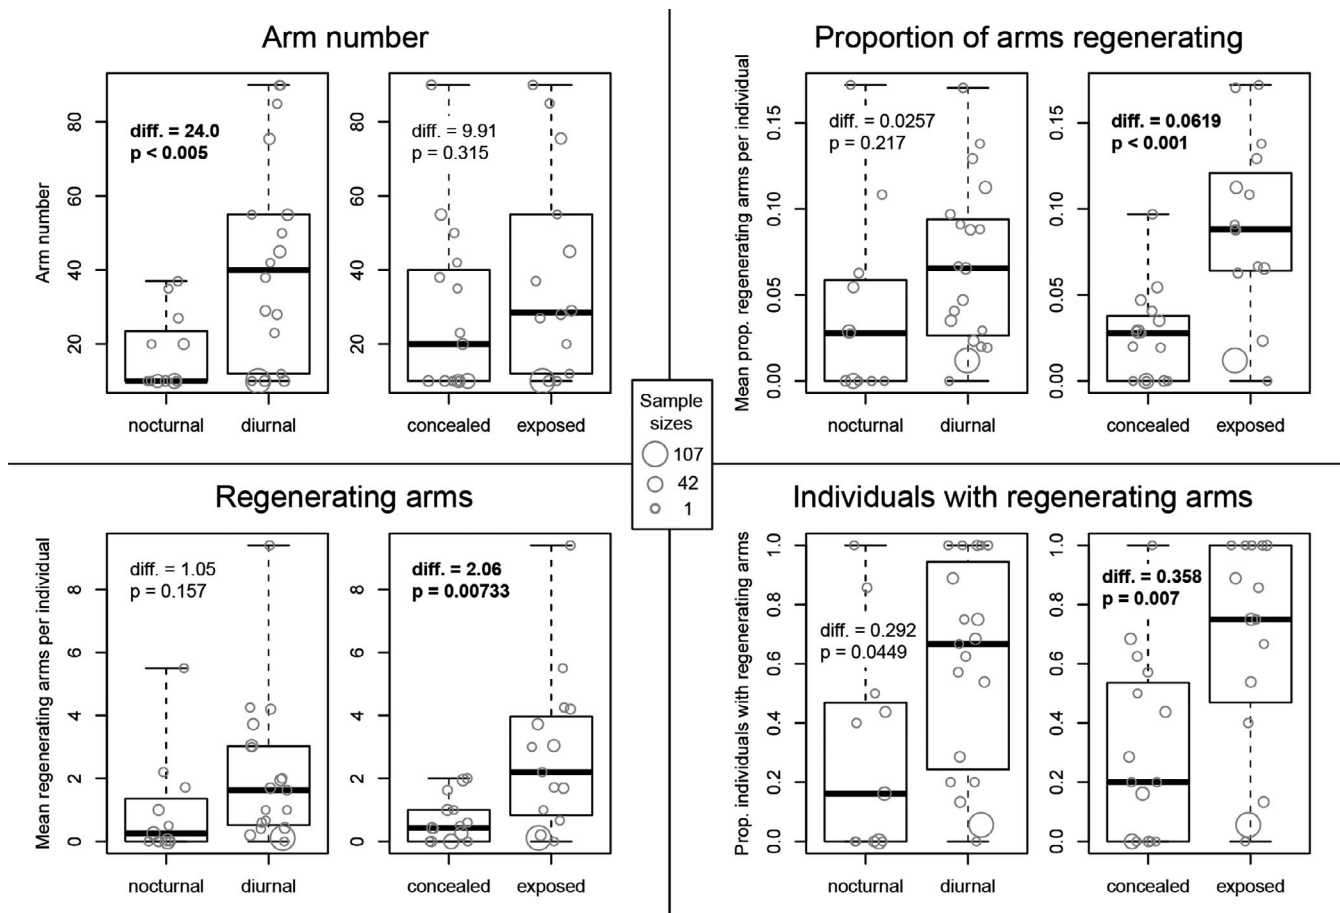 Arm number
Arm number
20
40
60
80
diff. = 24.0
p < 0.005
nocturnal
diurnal
20
40
60
80
diff. = 9.91
p = 0.315
concealed
exposed
Proportion of arms regenerating
Mean prop. regenerating arms per individual
0.00
0.05
0.10
0.15
diff. = 0.0257
p = 0.217
nocturnal
diurnal
0.00
0.05
0.10
0.15
diff. = 0.0619
p < 0.001
concealed
exposed
Sample
sizes
107
42
1
Regenerating arms
Mean regenerating arms per individual
0
2
4
6
8
diff. = 1.05
p = 0.157
nocturnal
diurnal
0
2
4
6
8
diff. = 2.06
p = 0.00733
concealed
exposed
Individuals with regenerating arms
Prop. individuals with regenerating arms
0.0
0.2
0.4
0.6
0.8
1.0
diff. = 0.292
p = 0.0449
nocturnal
diurnal
0.0
0.2
0.4
0.6
0.8
1.0
diff. = 0.358
p = 0.007
concealed
exposed